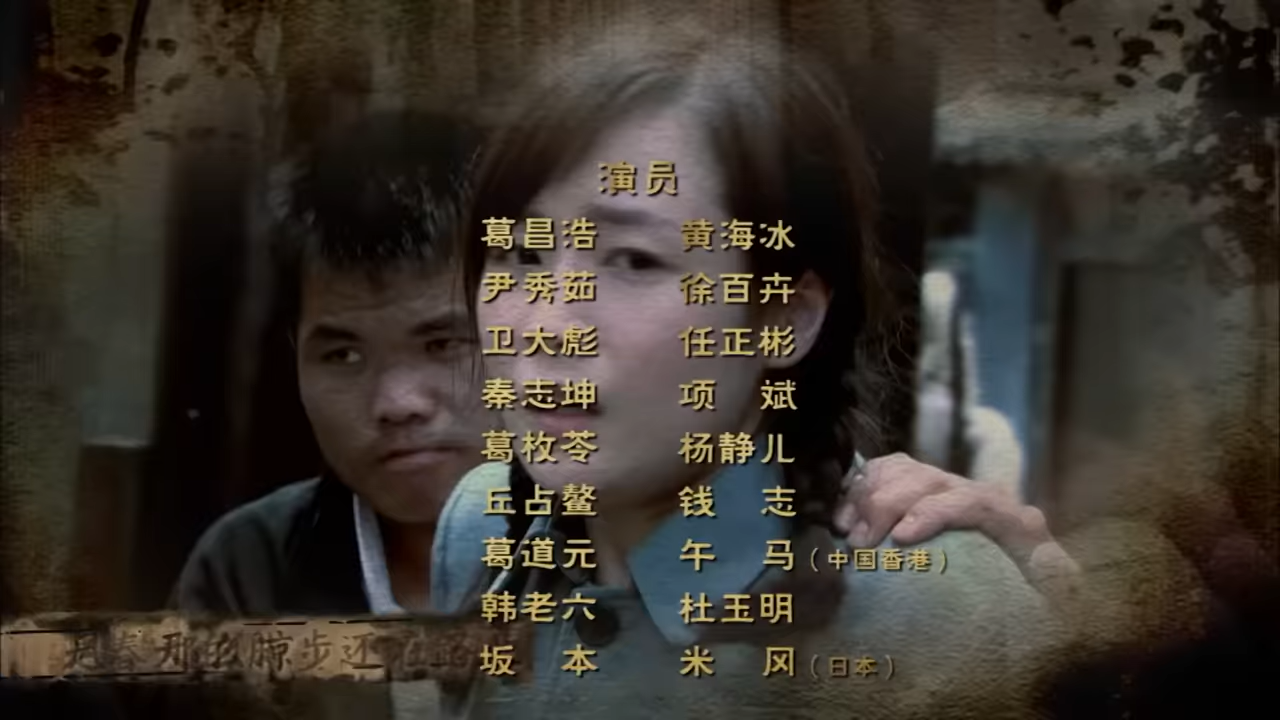 演员
葛昌浩 黄海冰
尹秀茹 徐百卉
卫大彪 任正彬
秦志坤 项斌
葛枚苓 杨静儿
丘占鳌 钱志
葛道元 午马（中国香港）
韩老六 杜玉明
坂本 米冈（日本）
那 步还